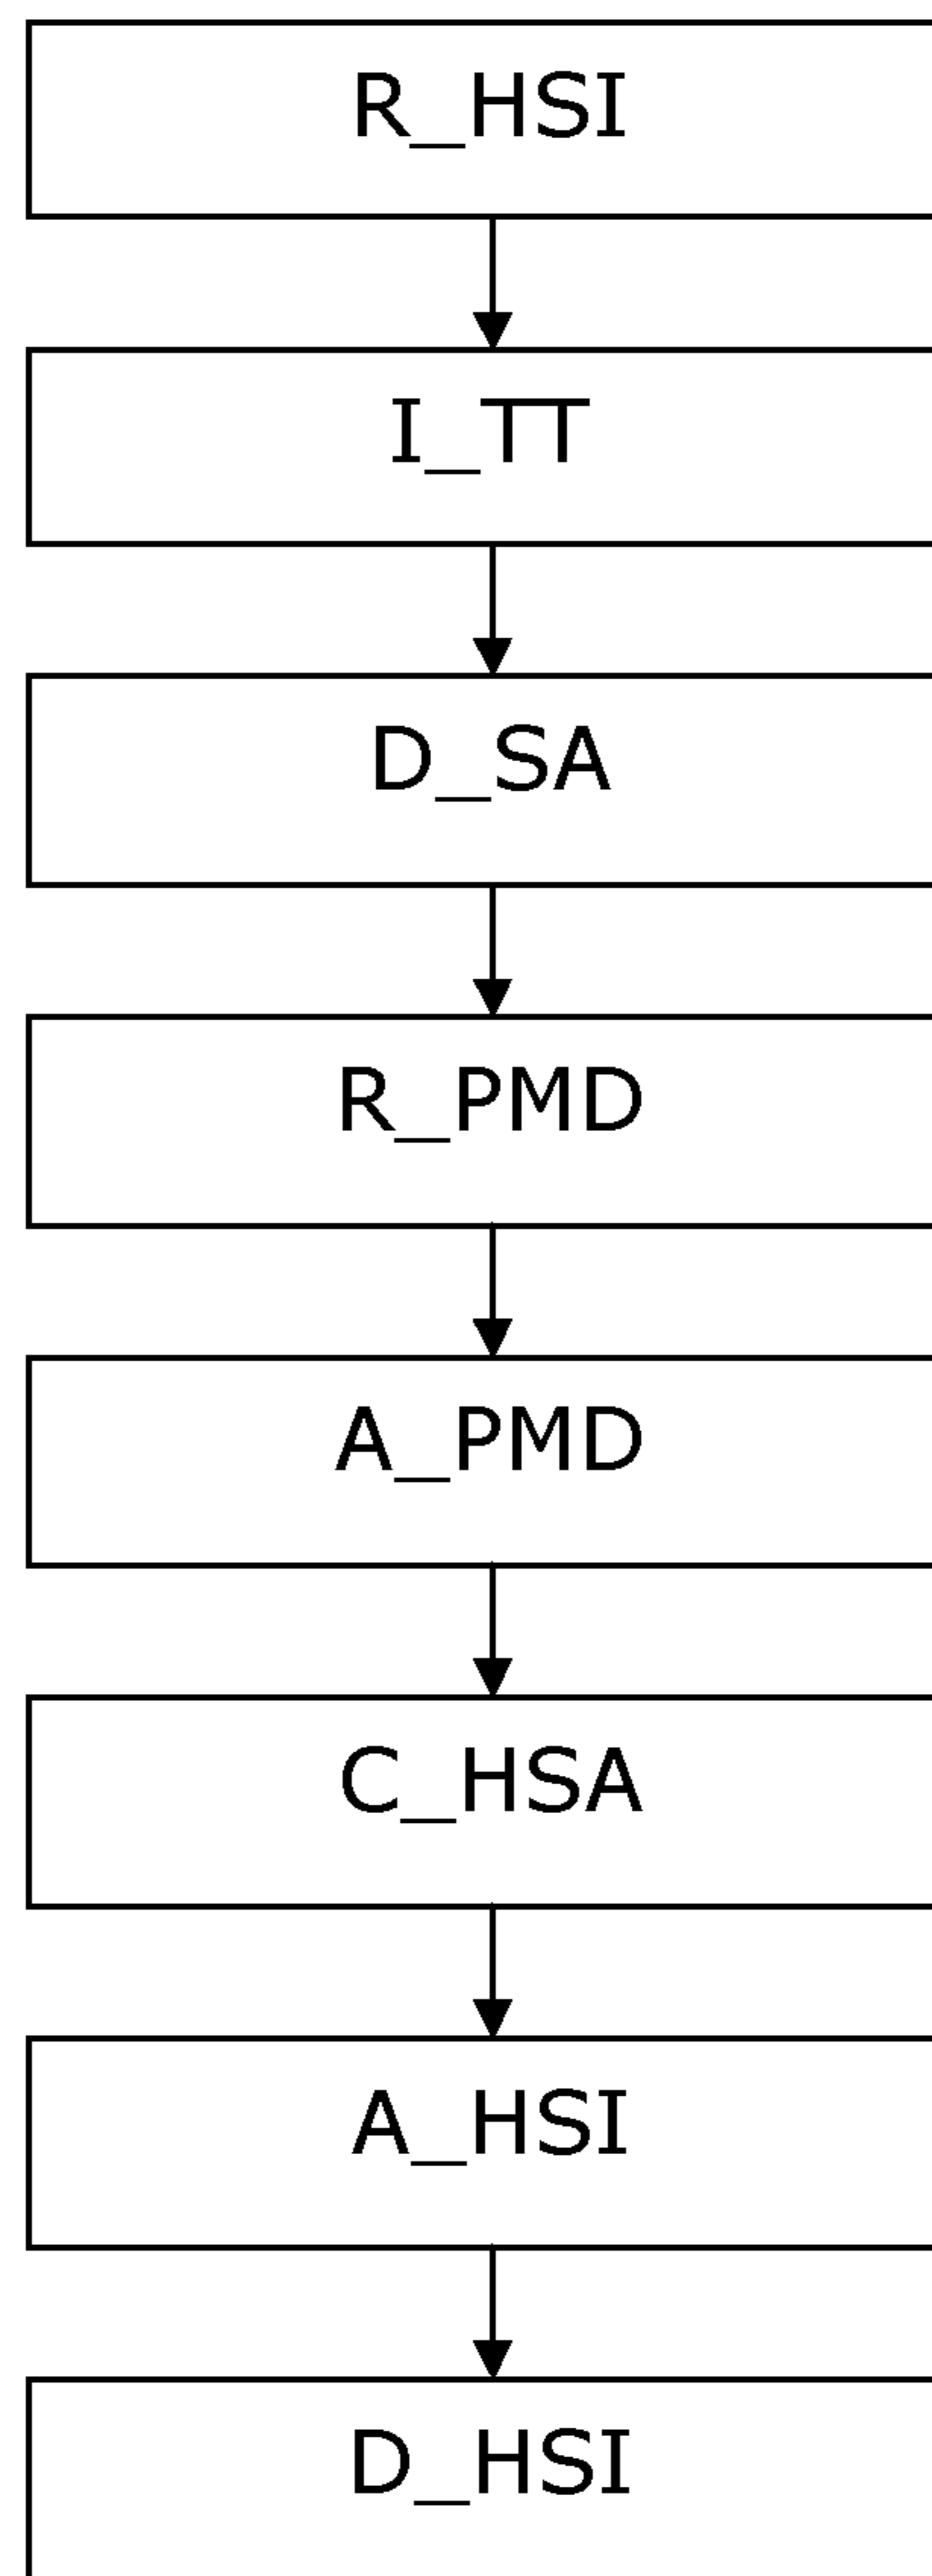 R_HSI
I_TT
D_SA
R_PMD
A_PMD
C_HSA
A_HSI
D_HSI